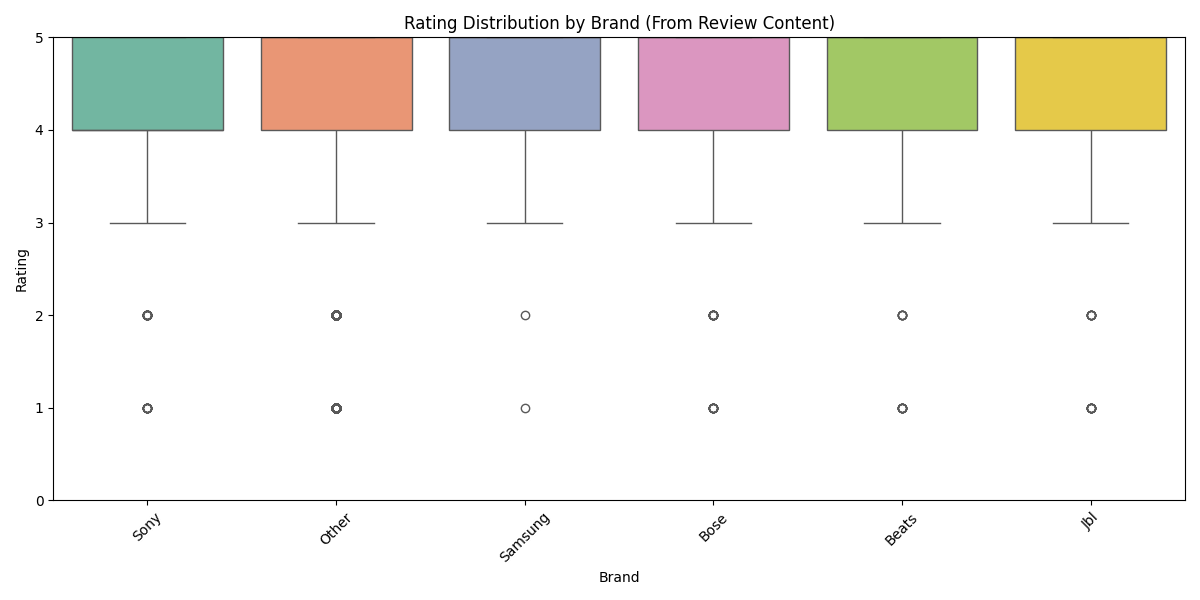 Rating Distribution by Brand (From Review Content)
5
4
3
2
1
0
Rating
Sony
Other
Samsung
Bose
Beats
Jbl
Brand